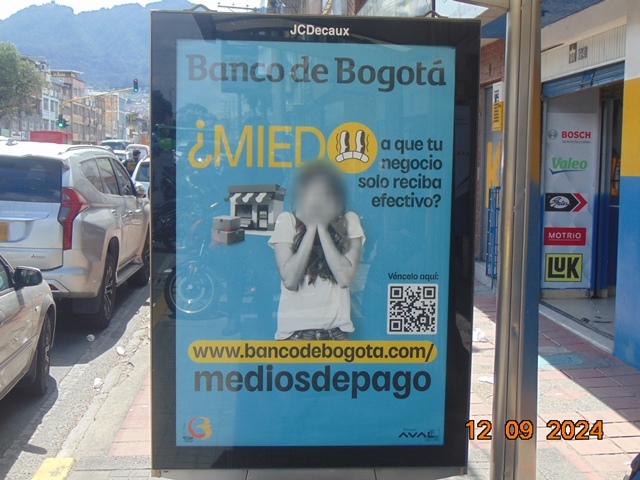 JCDecaux
Banco de Bogotá
¿MIEDO
a que tu
negocio
solo reciba
efectivo?
Véncelo aquí:
www.bancodebogota.com/
mediosdepago
AVAL
BOSCH
Valeo
MOTRIO
LUK
12 09 2024